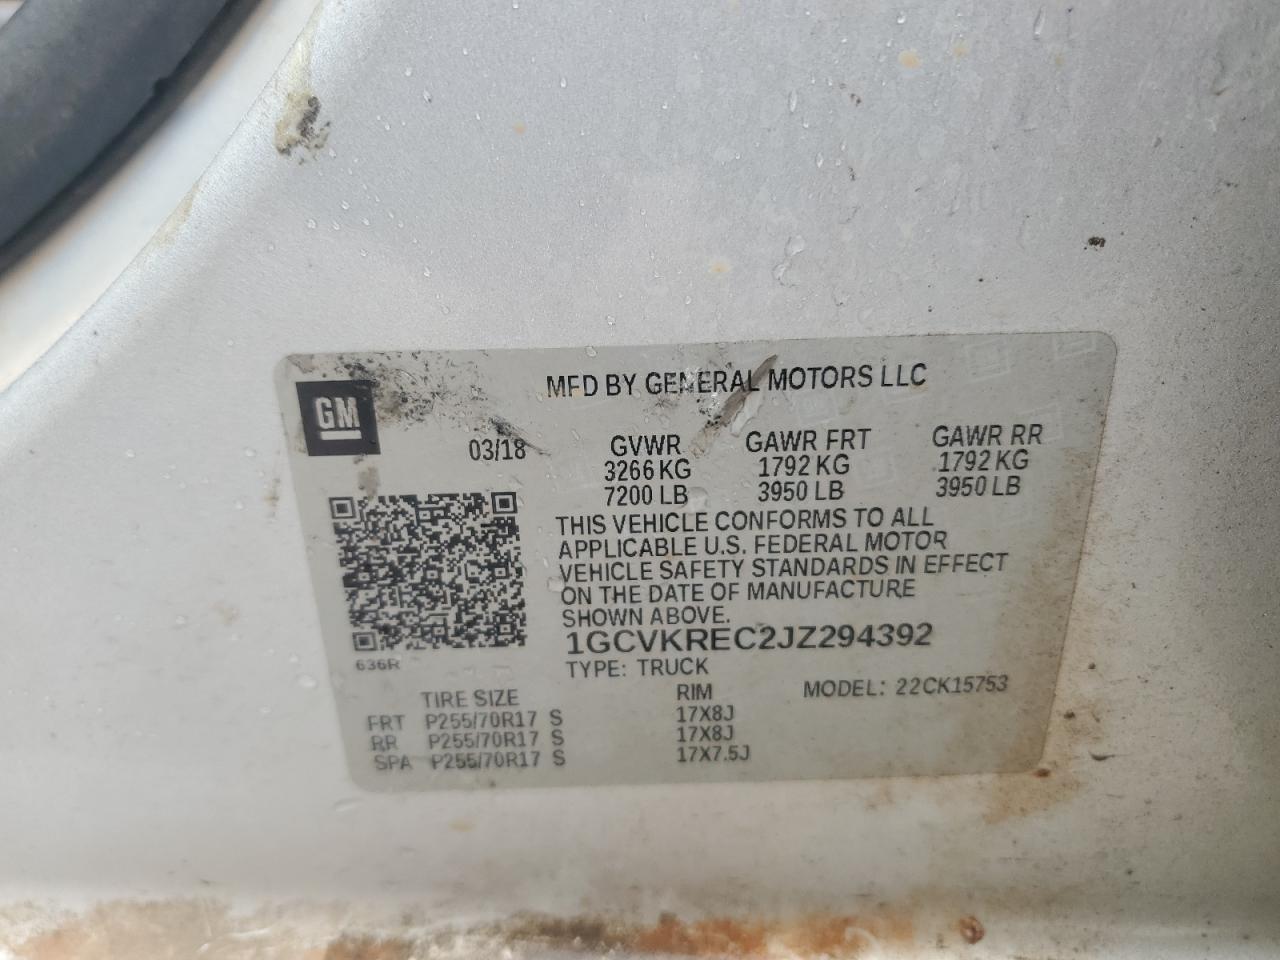 GM
MFD BY GENERAL MOTORS LLC
03/18 GVWR GAWR FRT GAWR RR
3266 KG 1792 KG 1792 KG
7200 LB 3950 LB 3950 LB
THIS VEHICLE CONFORMS TO ALL
APPLICABLE U.S. FEDERAL MOTOR
VEHICLE SAFETY STANDARDS IN EFFECT
ON THE DATE OF MANUFACTURE
SHOWN ABOVE.
1GCVKREC2JZ294392
636R TYPE: TRUCK
TIRE SIZE RIM MODEL: 22CK15753
FRT P255/70R17 S 17X8J
RR P255/70R17 S 17X8J
SPA P255/70R17 S 17X7.5J